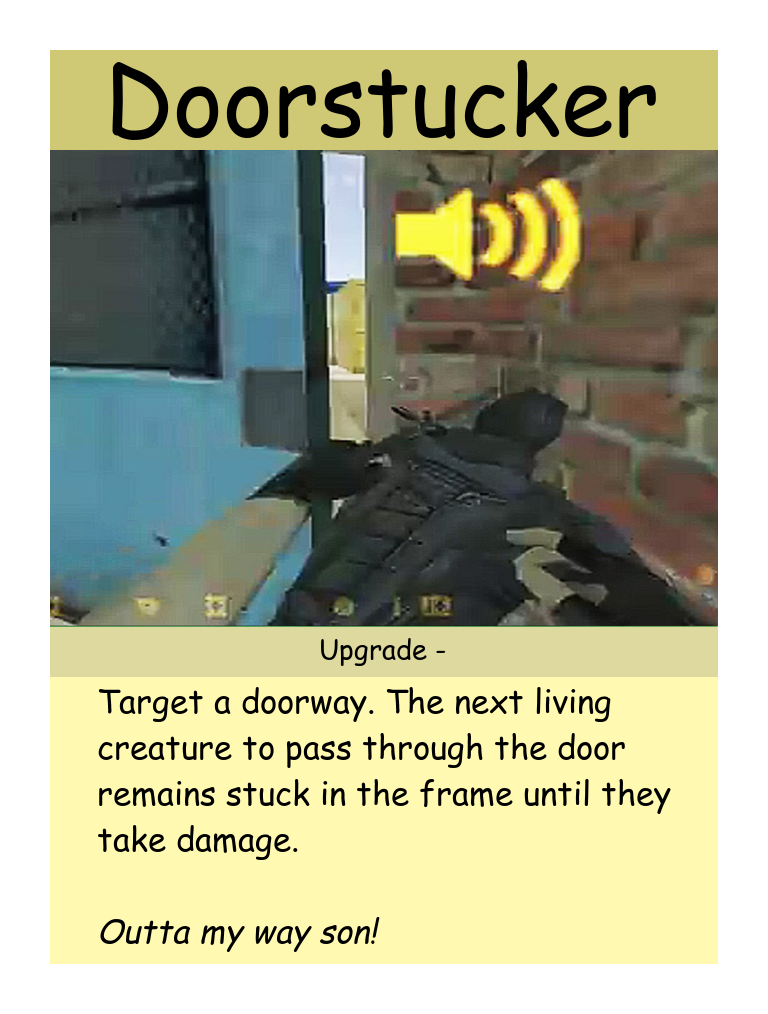 Doorstucker
Upgrade -
Target a doorway. The next living
creature to pass through the door
remains stuck in the frame until they
take damage.
Outta my way son!